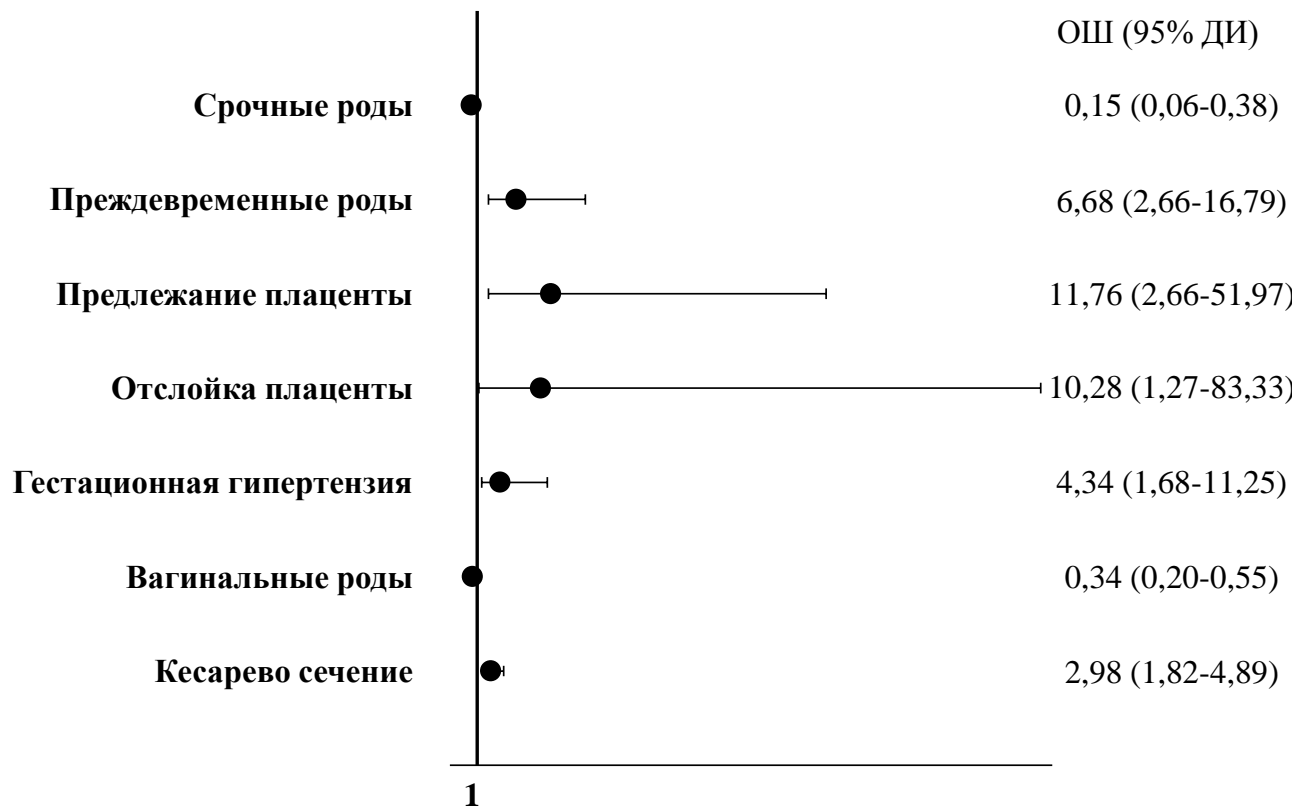 ОШ (95% ДИ)
Срочные роды 0,15 (0,06-0,38)
Преждевременные роды 6,68 (2,66-16,79)
Предлежание плаценты 11,76 (2,66-51,97)
Отслойка плаценты 10,28 (1,27-83,33)
Гестационная гипертензия 4,34 (1,68-11,25)
Вагинальные роды 0,34 (0,20-0,55)
Кесарево сечение 2,98 (1,82-4,89)
1